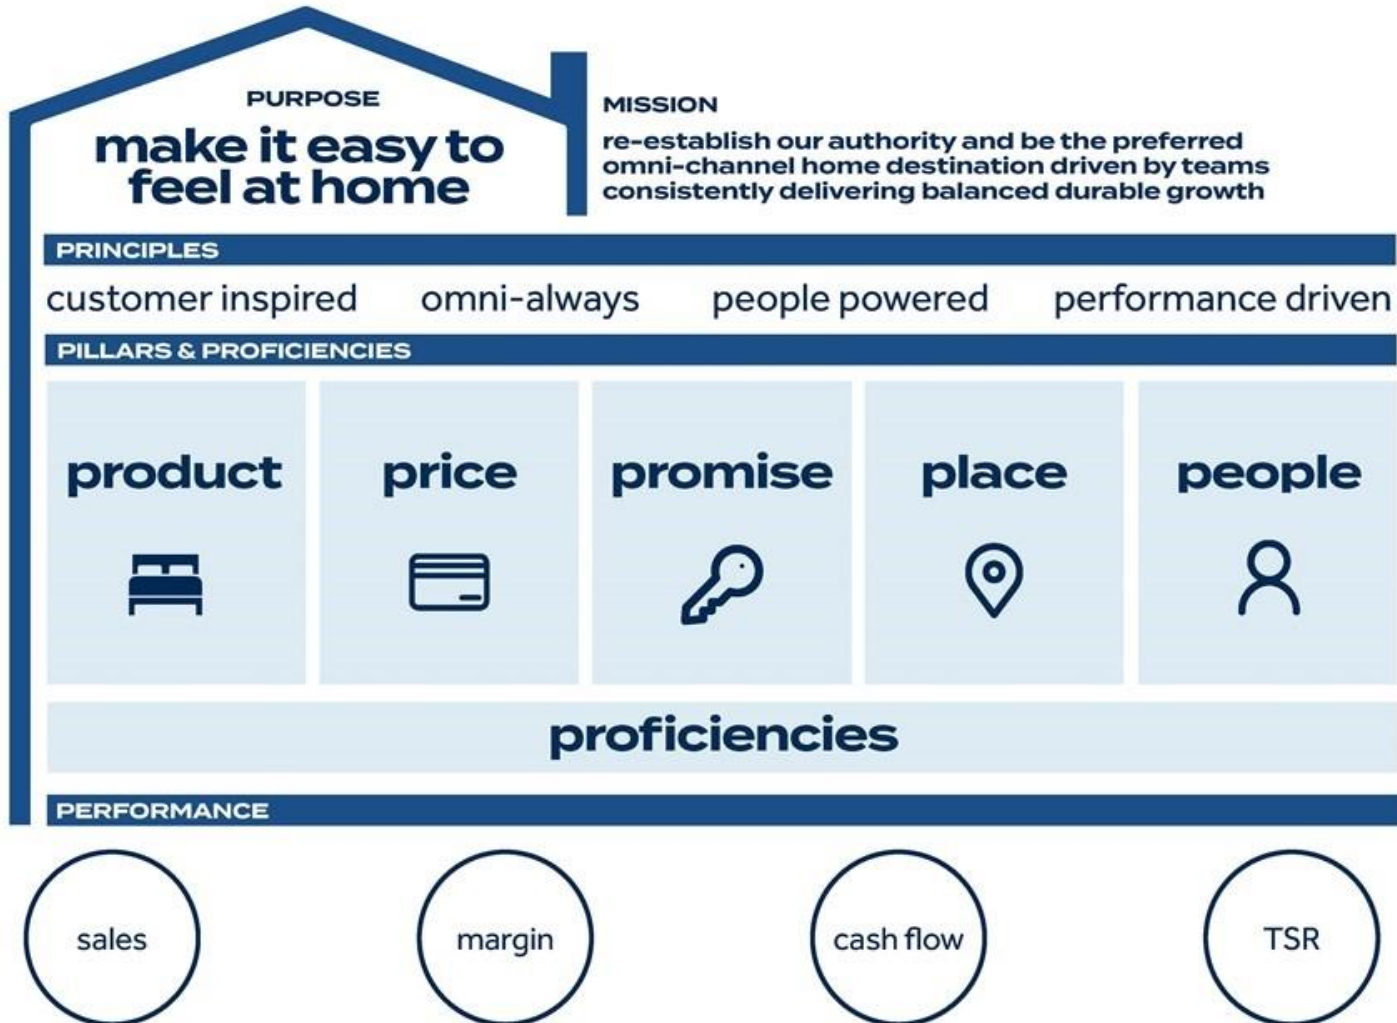 PURPOSE
make it easy to
feel at home
MISSION
re-establish our authority and be the preferred
omni-channel home destination driven by teams
consistently delivering balanced durable growth
PRINCIPLES
customer inspired omni-always people powered performance driven
PILLARS & PROFICIENCIES
product price promise place people
proficiencies
PERFORMANCE
sales margin cash flow TSR